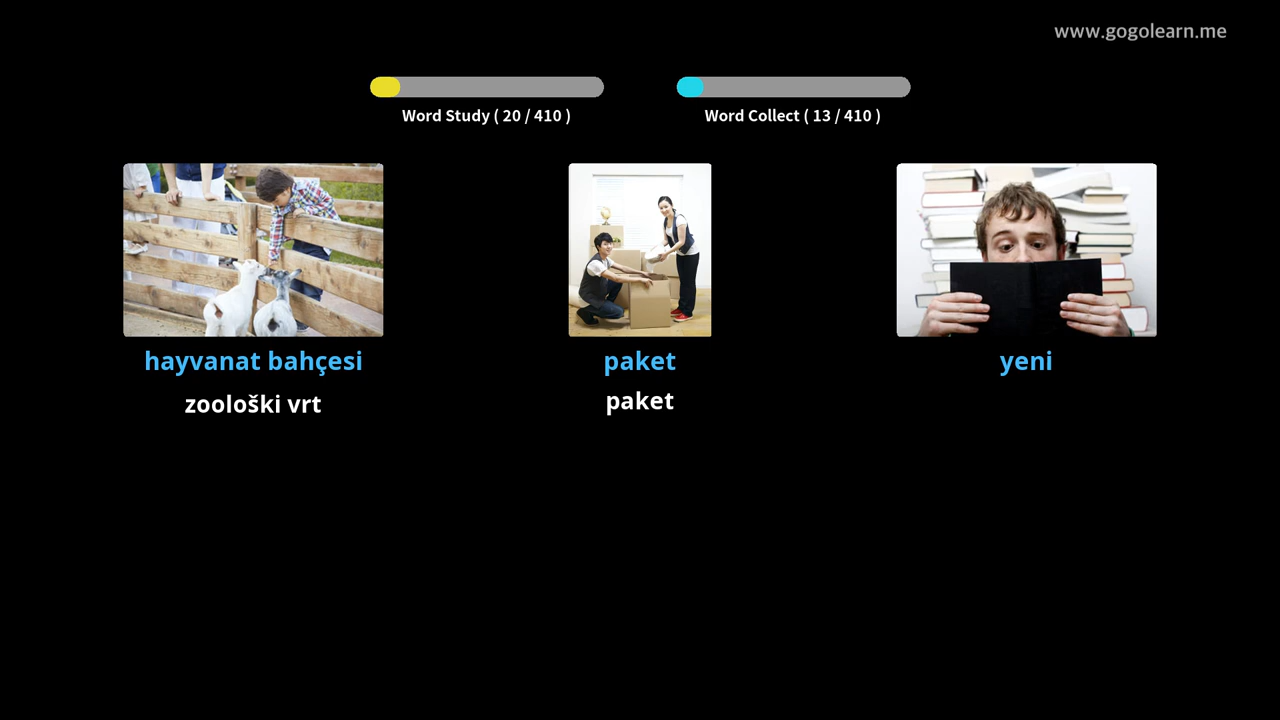 www.gogolearn.me
Word Study ( 20 / 410 )
Word Collect ( 13 / 410 )
hayvanat bahçesi
zoološki vrt
paket
paket
yeni